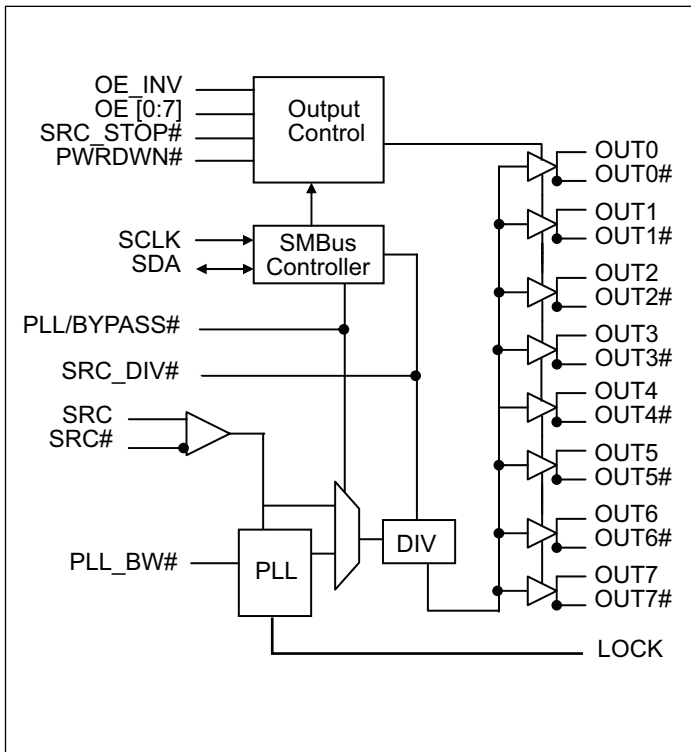 OE_INV
OE [0:7]
SRC_STOP#
PWRDWN#
Output
Control
SCLK
SDA
SMBus
Controller
PLL/BYPASS#
SRC_DIV#
SRC
SRC#
PLL_BW#
PLL
DIV
OUT0
OUT0#
OUT1
OUT1#
OUT2
OUT2#
OUT3
OUT3#
OUT4
OUT4#
OUT5
OUT5#
OUT6
OUT6#
OUT7
OUT7#
LOCK